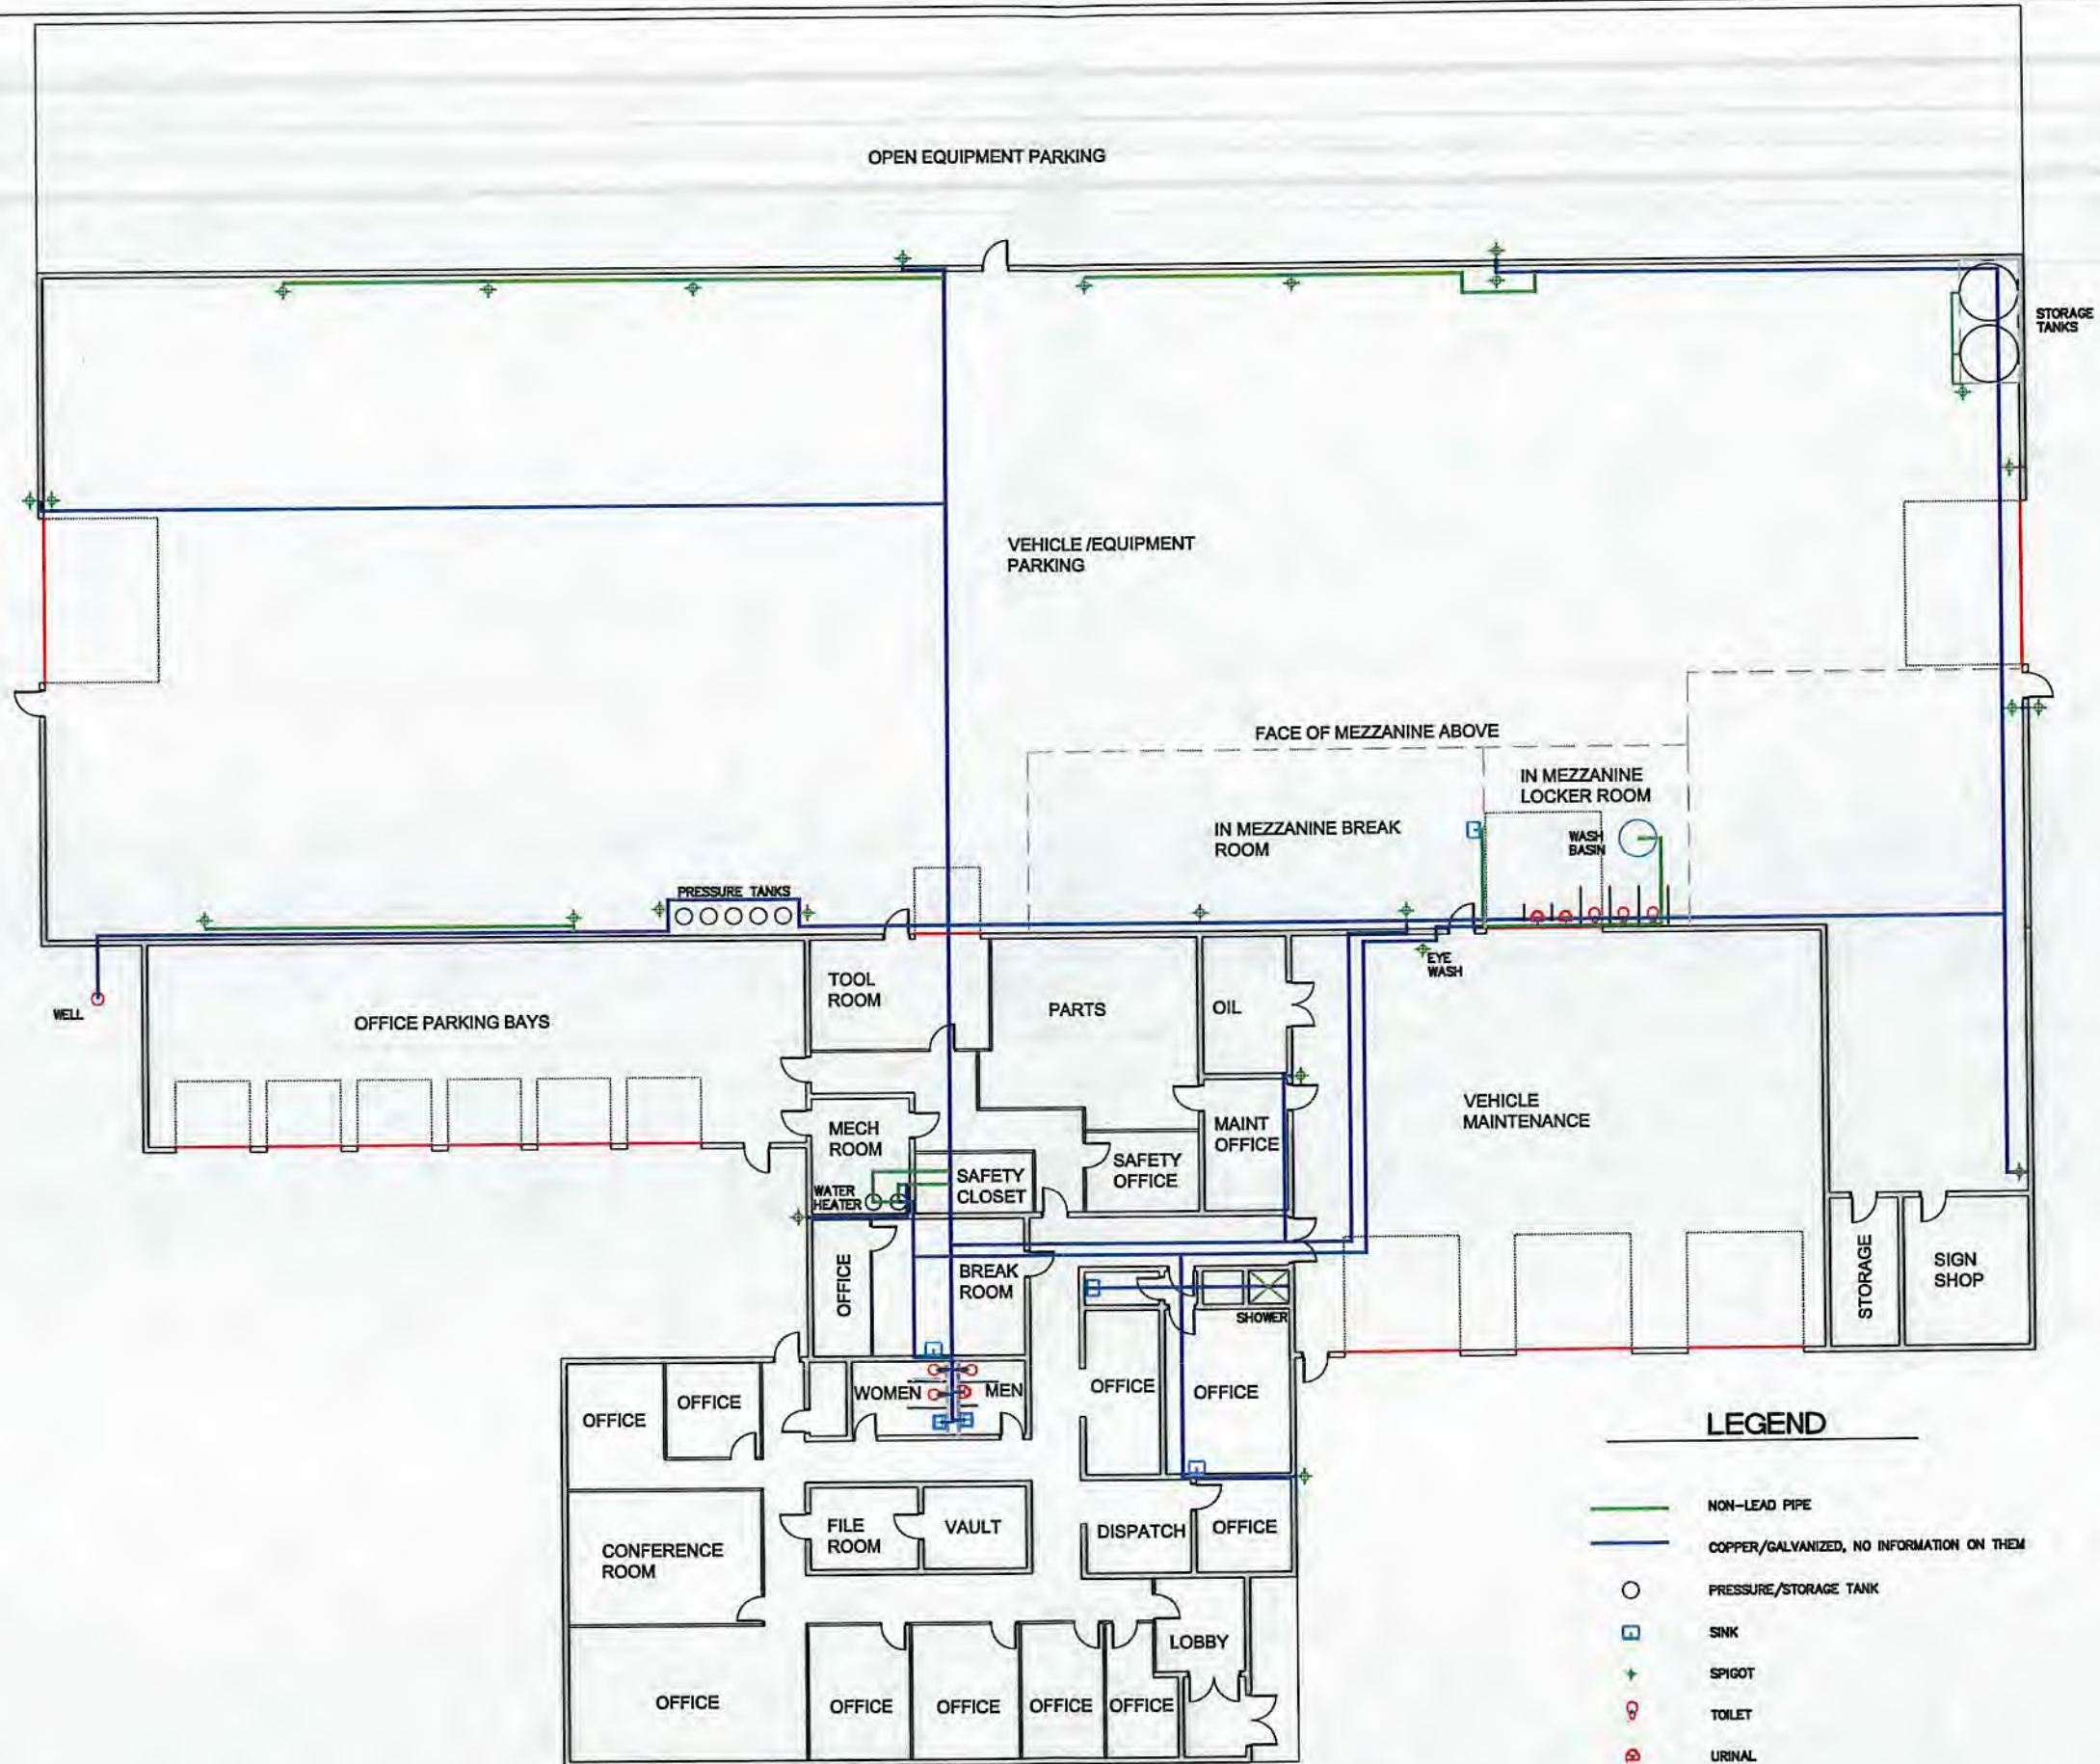 OPEN EQUIPMENT PARKING
STORAGE
TANKS
VEHICLE /EQUIPMENT
PARKING
FACE OF MEZZANINE ABOVE
IN MEZZANINE
LOCKER ROOM
IN MEZZANINE BREAK
ROOM
WASH
BASIN
PRESSURE TANKS
EYE
WASH
TOOL
ROOM
PARTS
OIL
WELL
OFFICE PARKING BAYS
VEHICLE
MAINTENANCE
MECH
ROOM
MAINT
OFFICE
SAFETY
OFFICE
SAFETY
CLOSET
WATER
HEATER
OFFICE
BREAK
ROOM
STORAGE
SIGN
SHOP
SHOWER
OFFICE
OFFICE
WOMEN
MEN
OFFICE
OFFICE
LEGEND
NON-LEAD PIPE
COPPER/GALVANIZED, NO INFORMATION ON THEM
PRESSURE/STORAGE TANK
SINK
SPIGOT
TOILET
URINAL
FILE
ROOM
VAULT
DISPATCH
OFFICE
CONFERENCE
ROOM
LOBBY
OFFICE
OFFICE
OFFICE
OFFICE
OFFICE